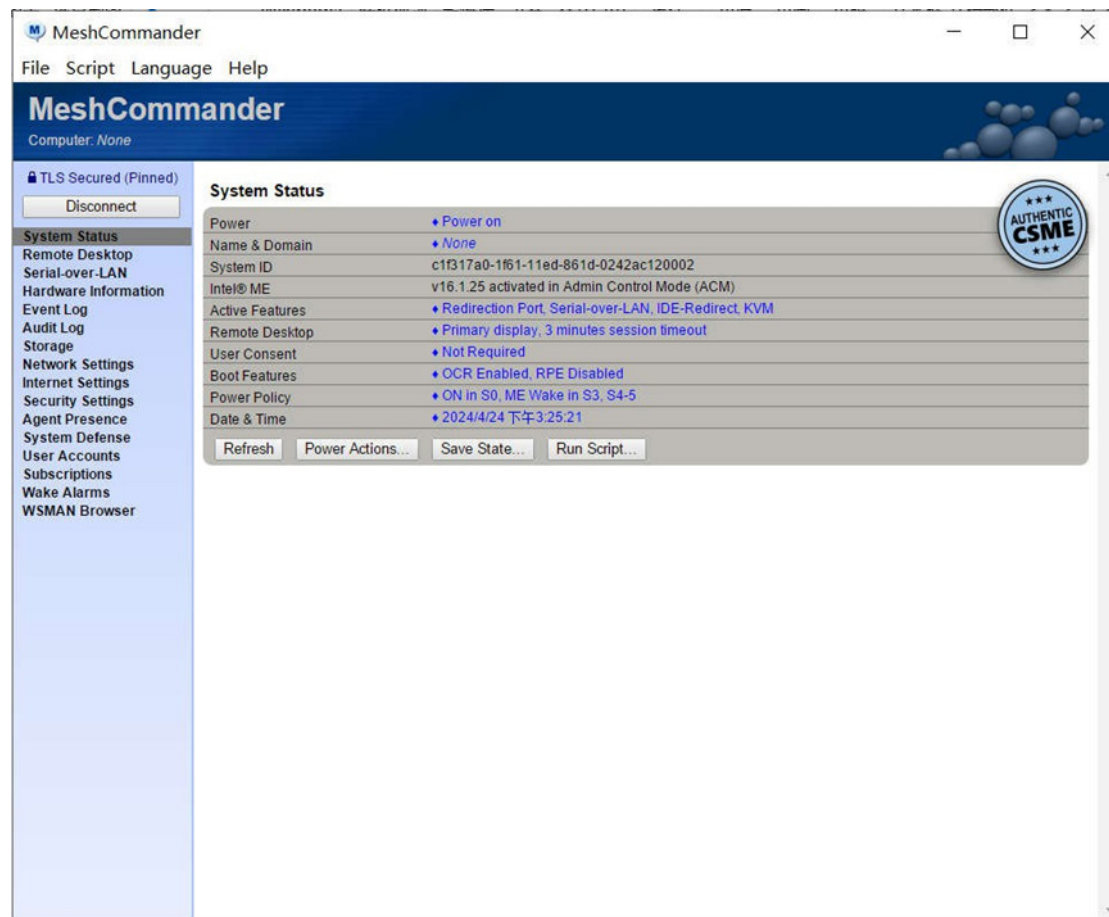 MeshCommander
File Script Language Help
MeshCommander
Computer: None
TLS Secured (Pinned)
Disconnect
System Status
Remote Desktop
Serial-over-LAN
Hardware Information
Event Log
Audit Log
Storage
Network Settings
Internet Settings
Security Settings
Agent Presence
System Defense
User Accounts
Subscriptions
Wake Alarms
WSMAN Browser
System Status
Power ♦ Power on
Name & Domain ♦ None
System ID c1f317a0-1f61-11ed-861d-0242ac120002
Intel® ME v16.1.25 activated in Admin Control Mode (ACM)
Active Features ♦ Redirection Port, Serial-over-LAN, IDE-Redirect, KVM
Remote Desktop ♦ Primary display, 3 minutes session timeout
User Consent ♦ Not Required
Boot Features ♦ OCR Enabled, RPE Disabled
Power Policy ♦ ON in S0, ME Wake in S3, S4-5
Date & Time ♦ 2024/4/24 下午3:25:21
Refresh Power Actions... Save State... Run Script...
AUTHENTIC
CSME